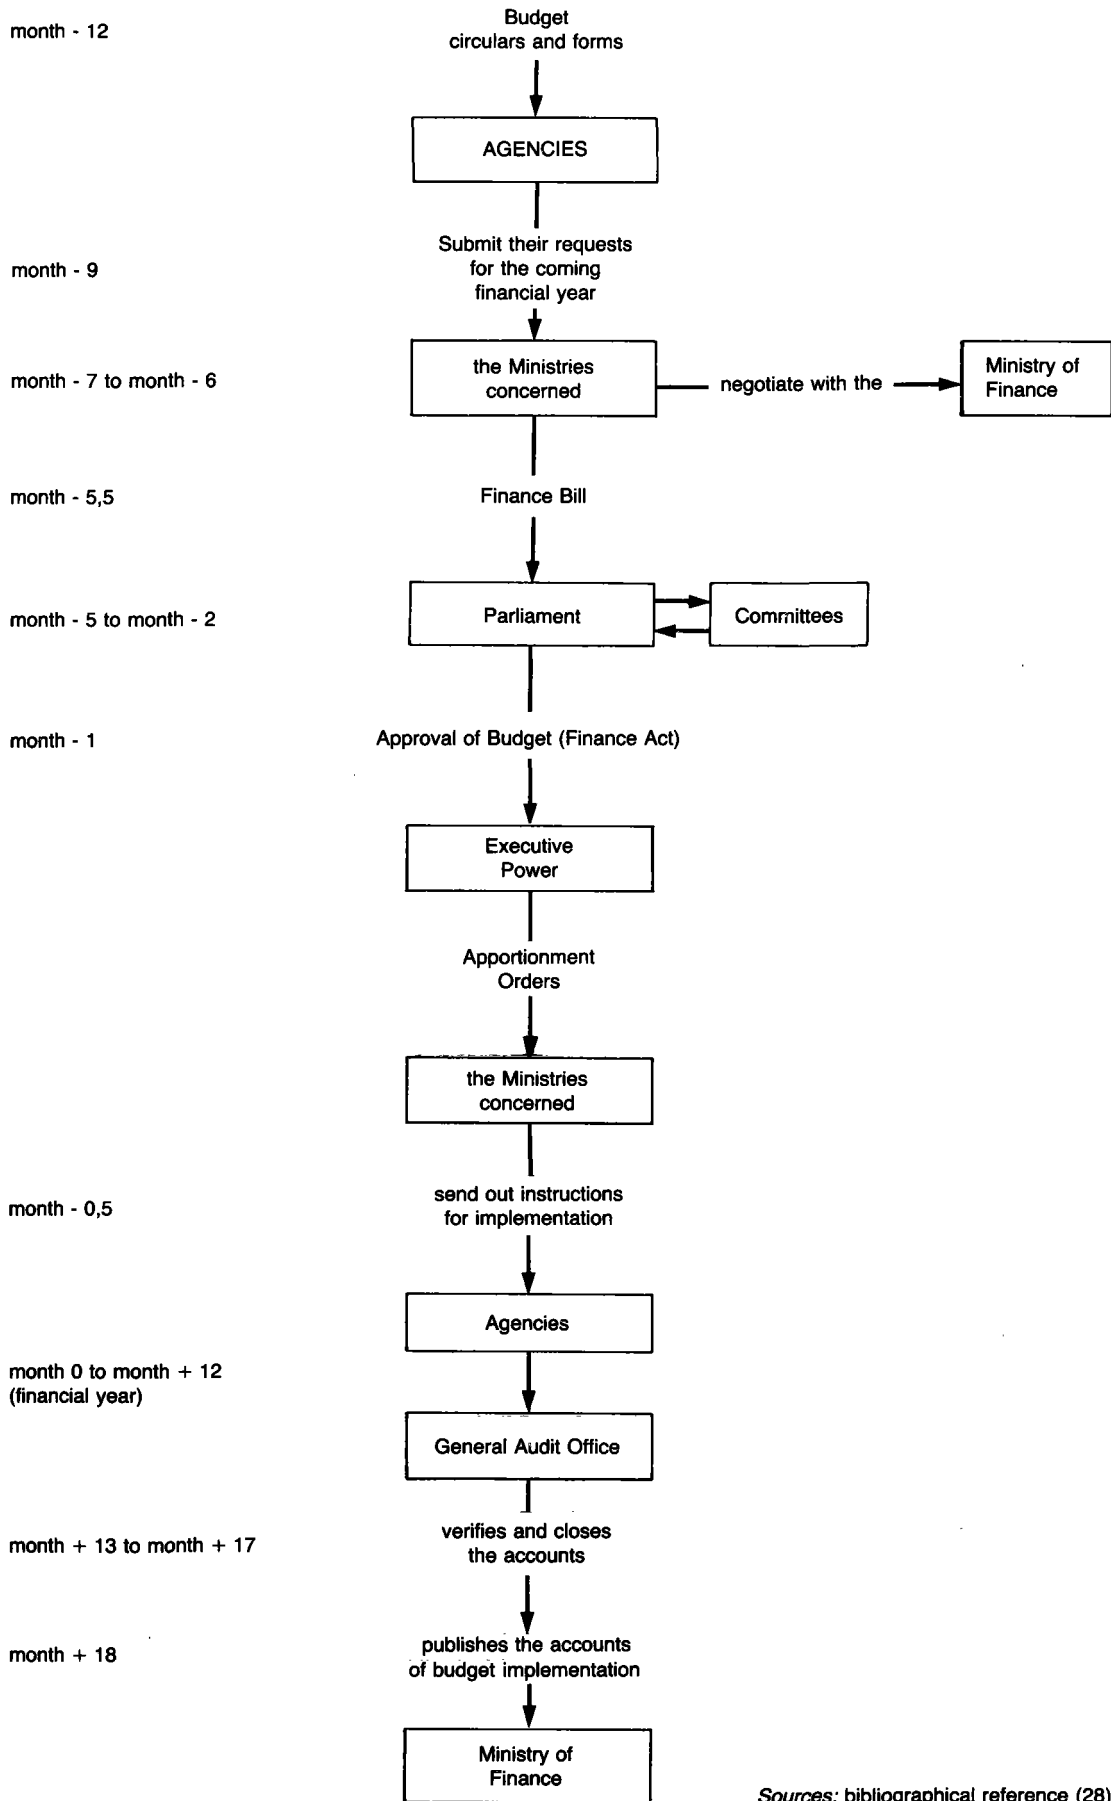 month - 12
Budget
circulars and forms
AGENCIES
month - 9
Submit their requests
for the coming
financial year
month - 7 to month - 6
the Ministries
concerned
negotiate with the
Ministry of
Finance
month - 5,5
Finance Bill
month - 5 to month - 2
Parliament
Committees
month - 1
Approval of Budget (Finance Act)
Executive
Power
Apportionment
Orders
the Ministries
concerned
month - 0,5
send out instructions
for implementation
Agencies
month 0 to month + 12
(financial year)
General Audit Office
month + 13 to month + 17
verifies and closes
the accounts
month + 18
publishes the accounts
of budget implementation
Ministry of
Finance
Sources: bibliographical reference (28)